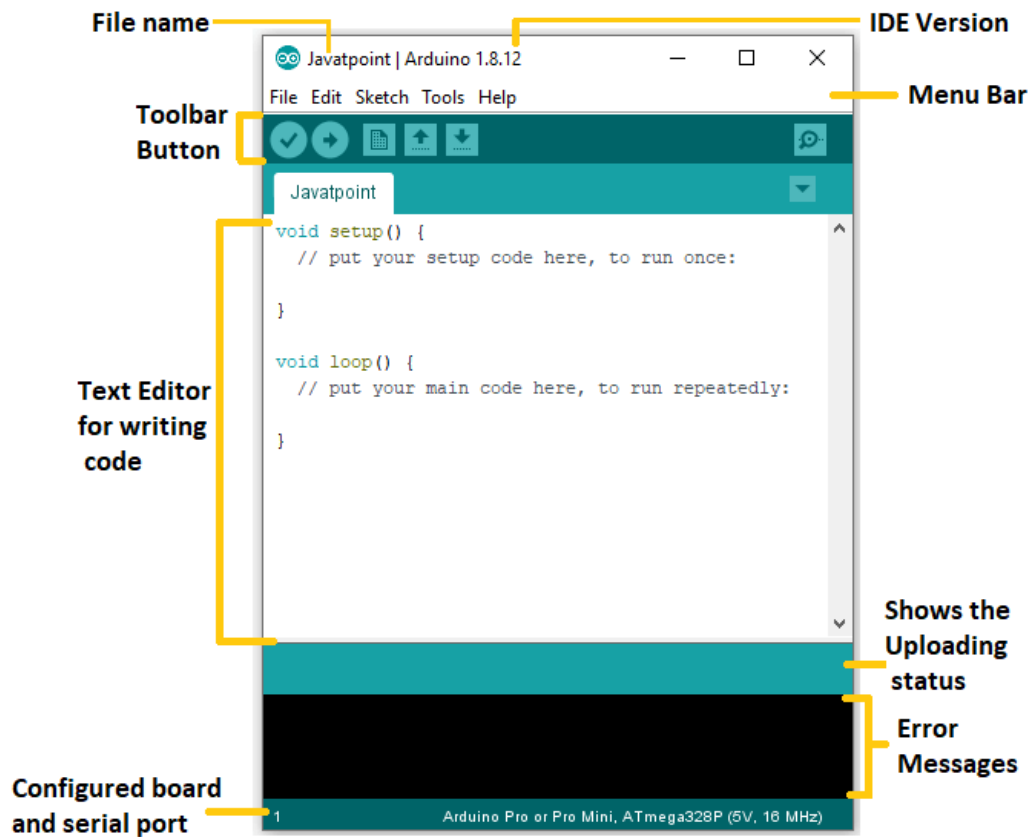 File name
IDE Version
Javatpoint | Arduino 1.8.12
File Edit Sketch Tools Help
Menu Bar
Toolbar
Button
Javatpoint
void setup() {
  // put your setup code here, to run once:
}
void loop() {
  // put your main code here, to run repeatedly:
}
Text Editor
for writing
code
Shows the
Uploading
status
Error
Messages
Configured board
and serial port
1
Arduino Pro or Pro Mini, ATmega328P (5V, 16 MHz)